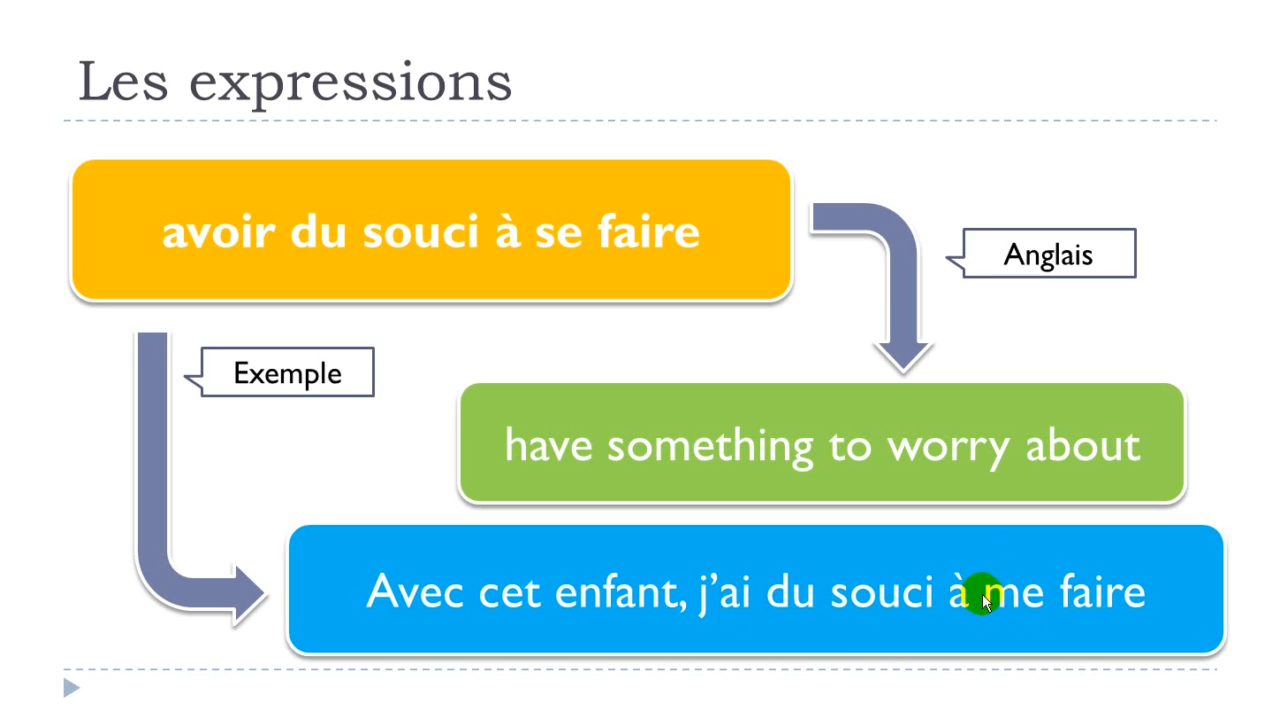 Les expressions
avoir du souci à se faire
Anglais
Exemple
have something to worry about
Avec cet enfant, j’ai du souci à me faire